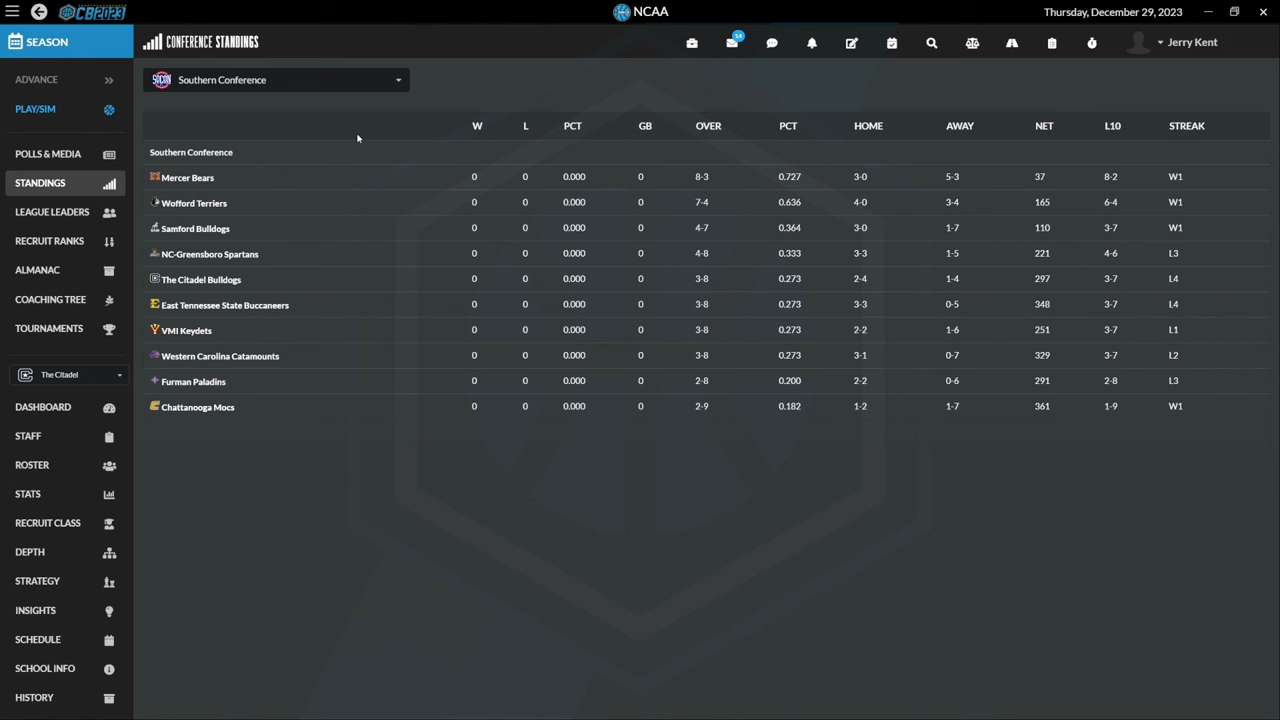 CB2023
NCAA
Thursday, December 29, 2023
SEASON
CONFERENCE STANDINGS
14
Jerry Kent
ADVANCE
PLAY/SIM
POLLS & MEDIA
STANDINGS
LEAGUE LEADERS
RECRUIT RANKS
ALMANAC
COACHING TREE
TOURNAMENTS
The Citadel
DASHBOARD
STAFF
ROSTER
STATS
RECRUIT CLASS
DEPTH
STRATEGY
INSIGHTS
SCHEDULE
SCHOOL INFO
HISTORY
SOCON Southern Conference
W L PCT GB OVER PCT HOME AWAY NET L10 STREAK
Southern Conference
Mercer Bears 0 0 0.000 0 8-3 0.727 3-0 5-3 37 8-2 W1
Wofford Terriers 0 0 0.000 0 7-4 0.636 4-0 3-4 165 6-4 W1
Samford Bulldogs 0 0 0.000 0 4-7 0.364 3-0 1-7 110 3-7 W1
NC-Greensboro Spartans 0 0 0.000 0 4-8 0.333 3-3 1-5 221 4-6 L3
The Citadel Bulldogs 0 0 0.000 0 3-8 0.273 2-4 1-4 297 3-7 L4
East Tennessee State Buccaneers 0 0 0.000 0 3-8 0.273 3-3 0-5 348 3-7 L4
VMI Keydets 0 0 0.000 0 3-8 0.273 2-2 1-6 251 3-7 L1
Western Carolina Catamounts 0 0 0.000 0 3-8 0.273 3-1 0-7 329 3-7 L2
Furman Paladins 0 0 0.000 0 2-8 0.200 2-2 0-6 291 2-8 L3
Chattanooga Mocs 0 0 0.000 0 2-9 0.182 1-2 1-7 361 1-9 W1